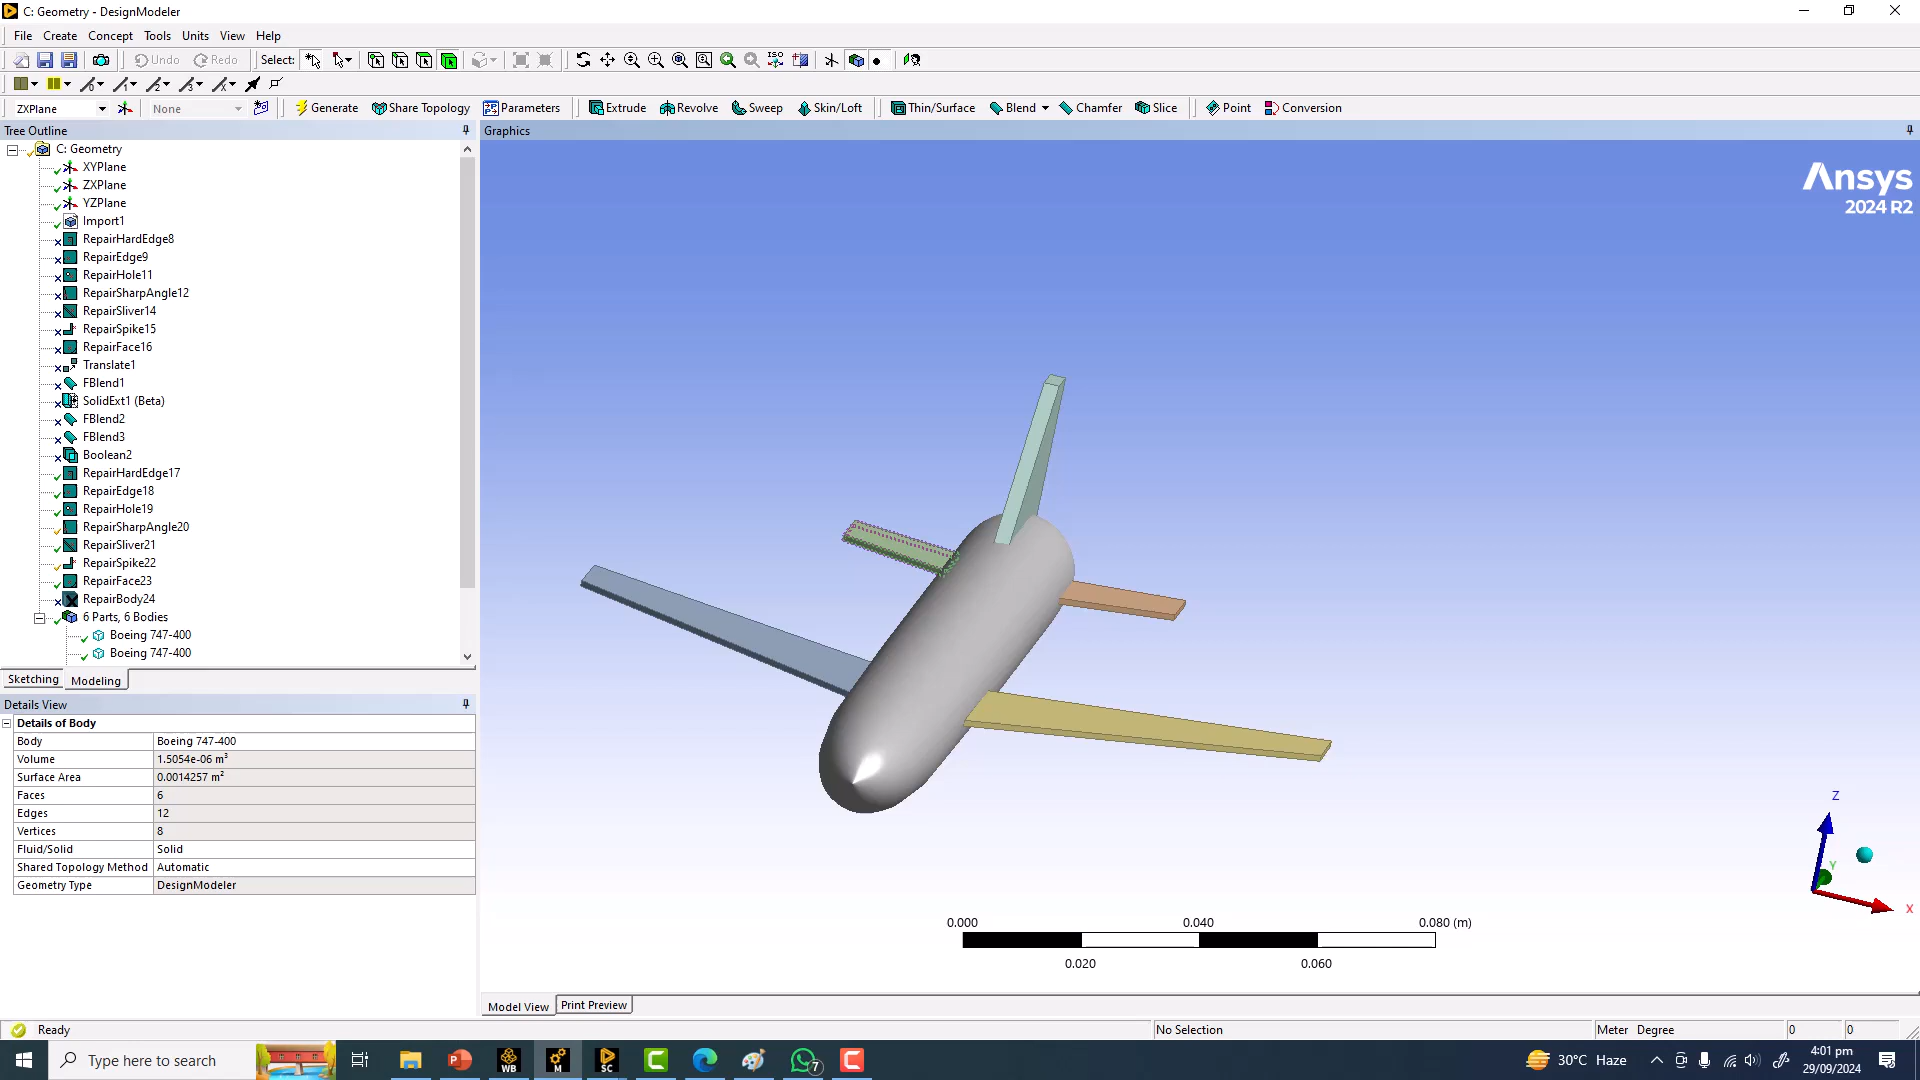 C: Geometry - DesignModeler
File Create Concept Tools Units View Help
Undo Redo Select: ISO
ZXPlane None Generate Share Topology Parameters Extrude Revolve Sweep Skin/Loft Thin/Surface Blend Chamfer Slice Point Conversion
Tree Outline
C: Geometry
XYPlane
ZXPlane
YZPlane
Import1
RepairHardEdge8
RepairEdge9
RepairHole11
RepairSharpAngle12
RepairSliver14
RepairSpike15
RepairFace16
Translate1
FBlend1
SolidExt1 (Beta)
FBlend2
FBlend3
Boolean2
RepairHardEdge17
RepairEdge18
RepairHole19
RepairSharpAngle20
RepairSliver21
RepairSpike22
RepairFace23
RepairBody24
6 Parts, 6 Bodies
Boeing 747-400
Boeing 747-400
Sketching Modeling
Details View
Details of Body
Body Boeing 747-400
Volume 1.5054e-06 m³
Surface Area 0.0014257 m²
Faces 6
Edges 12
Vertices 8
Fluid/Solid Solid
Shared Topology Method Automatic
Geometry Type DesignModeler
Graphics
Ansys
2024 R2
Z
Y
X
0.000 0.040 0.080 (m)
0.020 0.060
Model View Print Preview
Ready No Selection Meter Degree 0 0
Type here to search WB M SC 7 30°C Haze 4:01 pm
29/09/2024